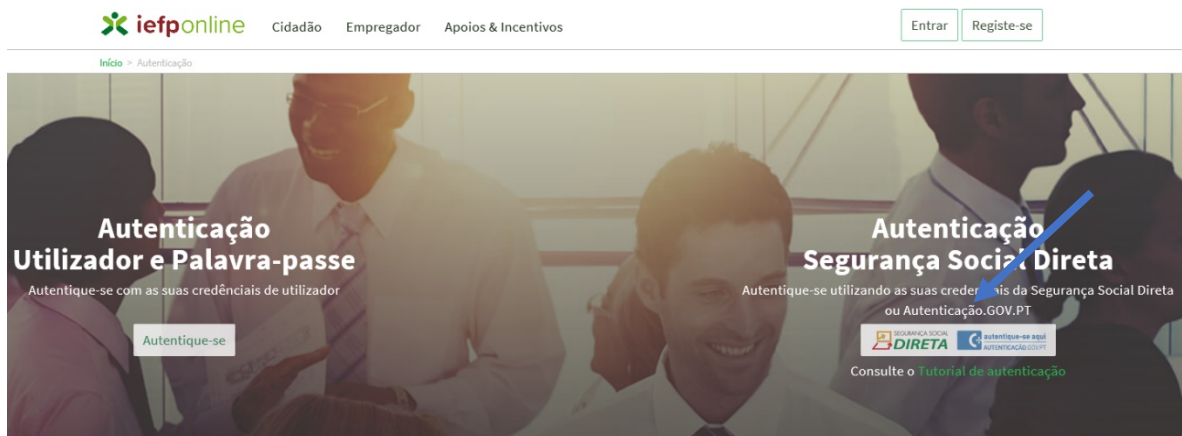 iefponline Cidadão Empregador Apoios & Incentivos Entrar Registe-se
Início > Autenticação
Autenticação
Utilizador e Palavra-passe
Autentique-se com as suas credênciais de utilizador
Autentique-se
Autenticação
Segurança Social Direta
Autentique-se utilizando as suas credenciais da Segurança Social Direta
ou Autenticação.GOV.PT
SEGURANÇA SOCIAL
DIRETA
autentique-se aqui
AUTENTICAÇÃO.GOV.PT
Consulte o Tutorial de autenticação